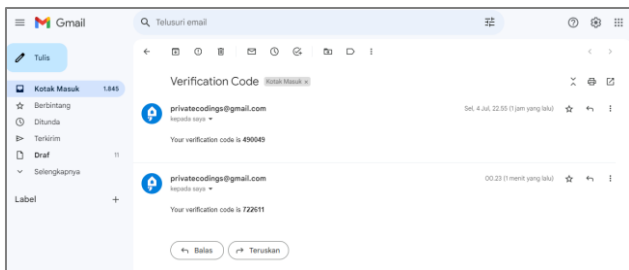 Gmail
Telusuri email
Tulis
Kotak Masuk 1.845
Berbintang
Ditunda
Terkirim
Draf 11
Selengkapnya
Label +
Verification Code Kotak Masuk ×
privatecodings@gmail.com Sel, 4 Jul, 22.55 (1 jam yang lalu)
kepada saya
Your verification code is 490049
privatecodings@gmail.com 00.23 (1 menit yang lalu)
kepada saya
Your verification code is 722611
Balas Teruskan